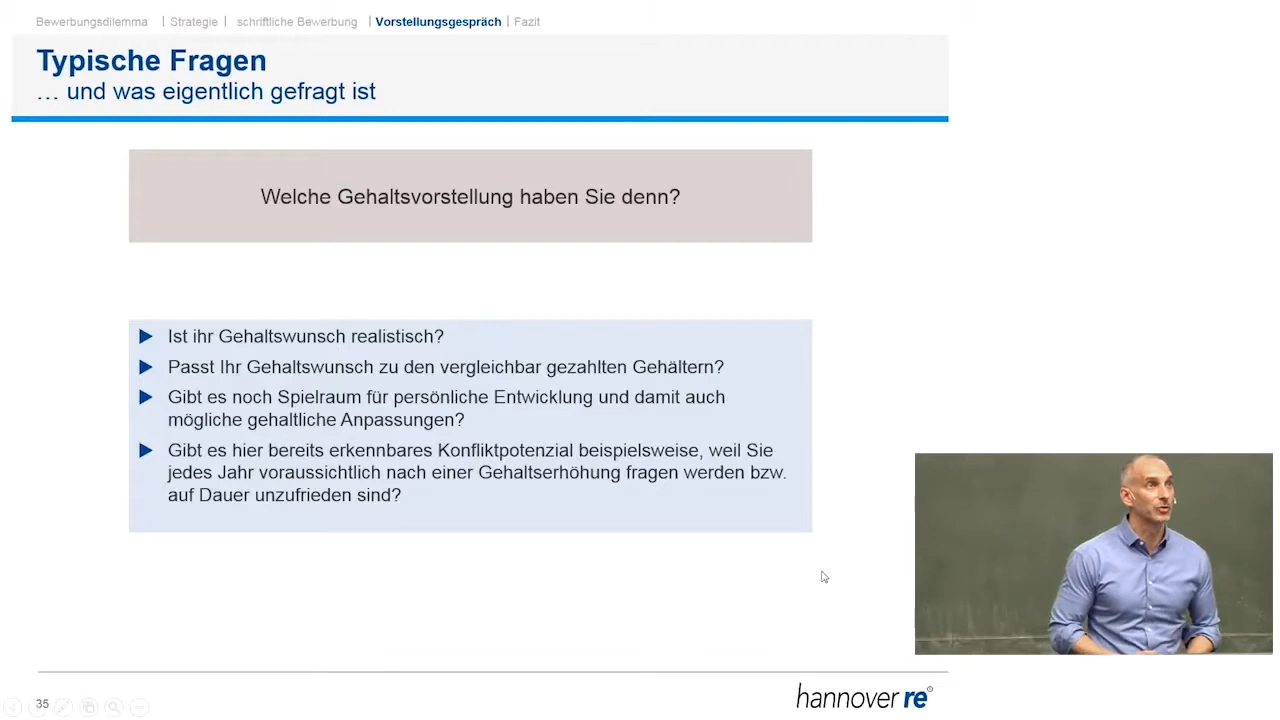 Bewerbungsdilemma | Strategie | schriftliche Bewerbung | Vorstellungsgespräch | Fazit
Typische Fragen
… und was eigentlich gefragt ist
Welche Gehaltsvorstellung haben Sie denn?
Ist ihr Gehaltswunsch realistisch?
Passt Ihr Gehaltswunsch zu den vergleichbar gezahlten Gehältern?
Gibt es noch Spielraum für persönliche Entwicklung und damit auch
mögliche gehaltliche Anpassungen?
Gibt es hier bereits erkennbares Konfliktpotenzial beispielsweise, weil Sie
jedes Jahr voraussichtlich nach einer Gehaltserhöhung fragen werden bzw.
auf Dauer unzufrieden sind?
35
hannover re®